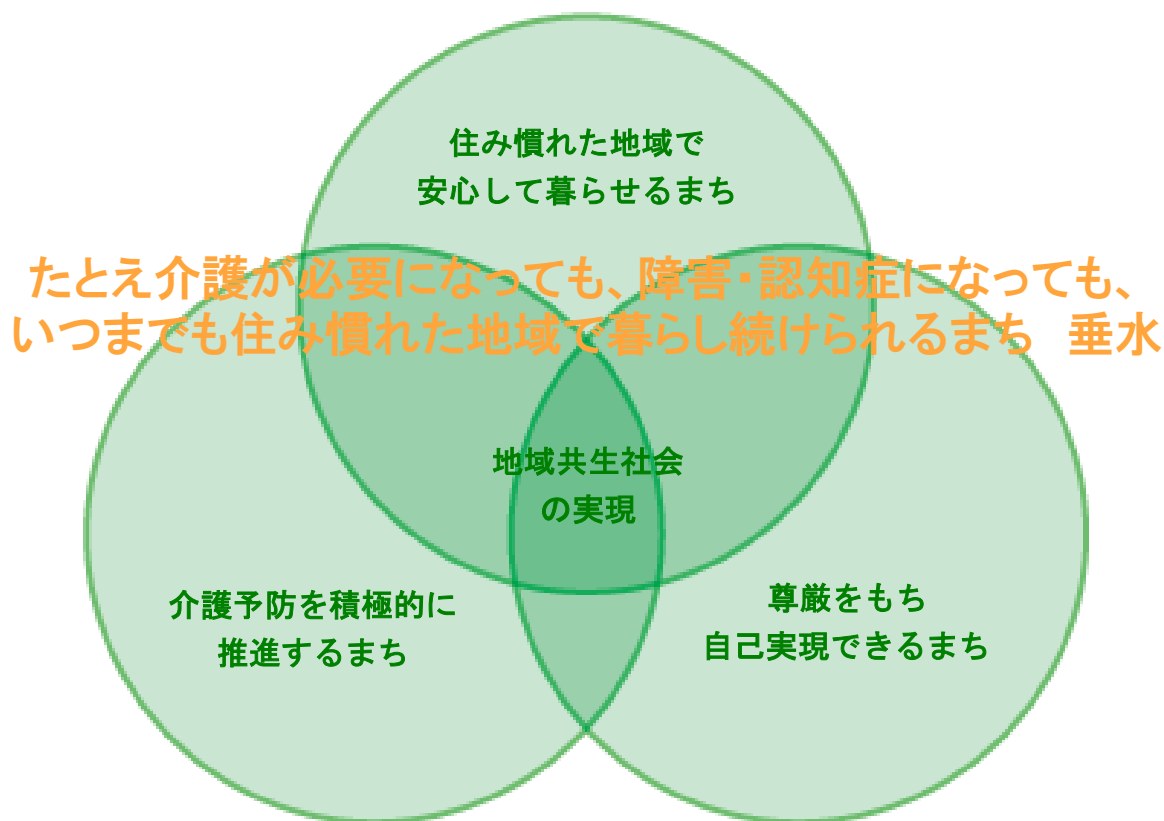 住み慣れた地域で
安心して暮らせるまち
たとえ介護が必要になっても、障害・認知症になっても、
いつまでも住み慣れた地域で暮らし続けられるまち　垂水
地域共生社会
の実現
介護予防を積極的に
推進するまち
尊厳をもち
自己実現できるまち